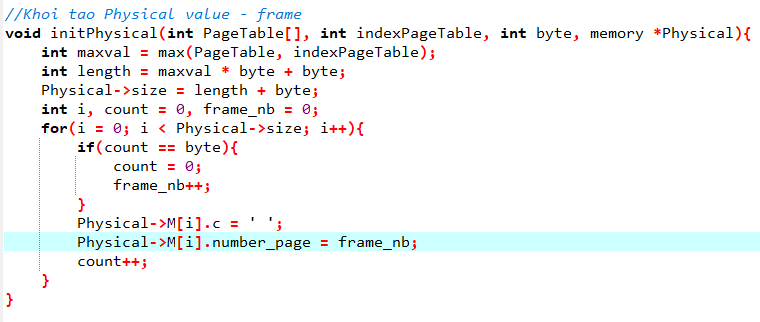 //Khoi tao Physical value - frame
void initPhysical(int PageTable[], int indexPageTable, int byte, memory *Physical){
    int maxval = max(PageTable, indexPageTable);
    int length = maxval * byte + byte;
    Physical->size = length + byte;
    int i, count = 0, frame_nb = 0;
    for(i = 0; i < Physical->size; i++){
        if(count == byte){
            count = 0;
            frame_nb++;
        }
        Physical->M[i].c = ' ';
        Physical->M[i].number_page = frame_nb;
        count++;
    }
}